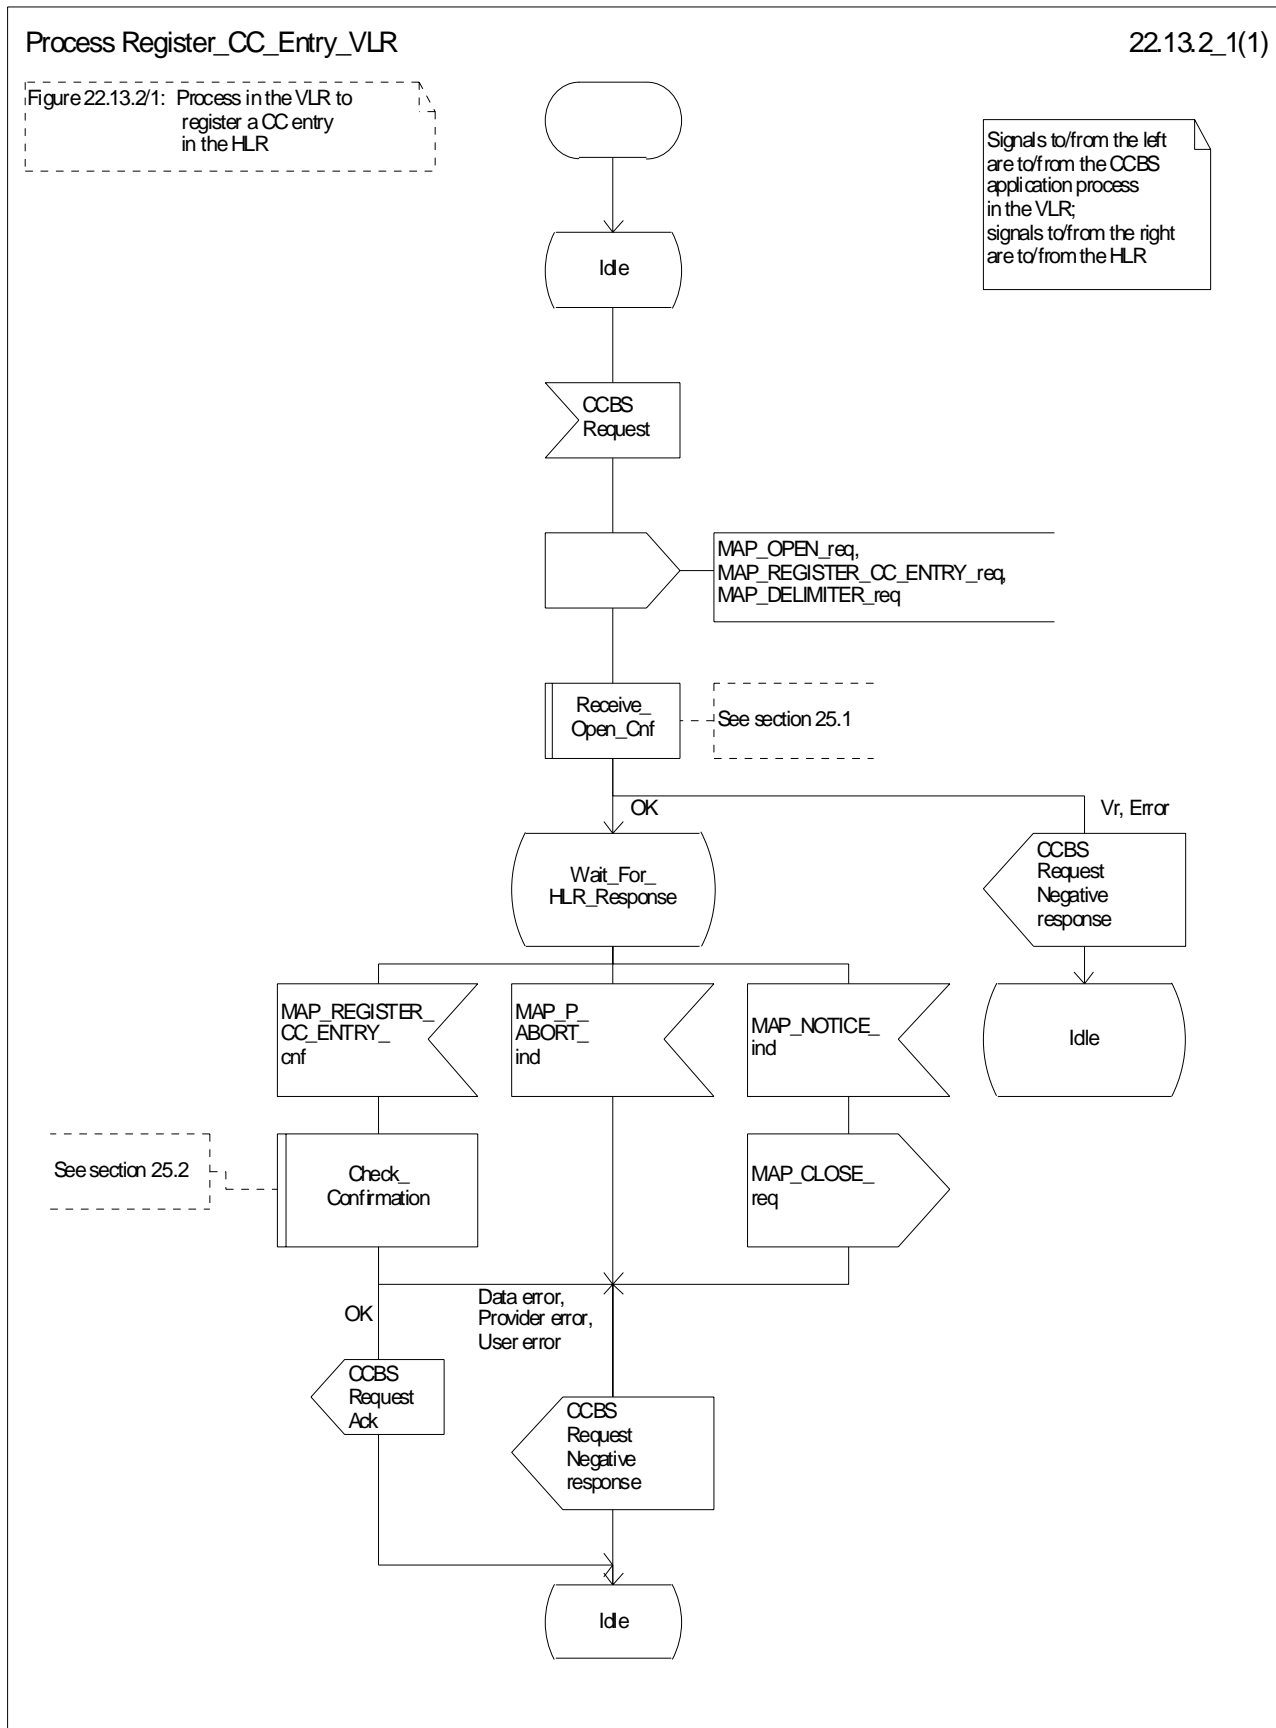 Process Register_CC_Entry_VLR
22.13.2_1(1)
Figure 22.13.2/1: Process in the VLR to
register a CC entry
in the HLR
Signals to/from the left
are to/from the CCBS
application process
in the VLR;
signals to/from the right
are to/from the HLR
Idle
CCBS
Request
MAP_OPEN_req,
MAP_REGISTER_CC_ENTRY_req,
MAP_DELIMITER_req
Receive_
Open_Cnf
See section 25.1
OK
Vr, Error
Wait_For_
HLR_Response
CCBS
Request
Negative
response
MAP_REGISTER_
CC_ENTRY_
cnf
MAP_P_
ABORT_
ind
MAP_NOTICE_
ind
Idle
See section 25.2
Check_
Confirmation
MAP_CLOSE_
req
OK
Data error,
Provider error,
User error
CCBS
Request
Ack
CCBS
Request
Negative
response
Idle